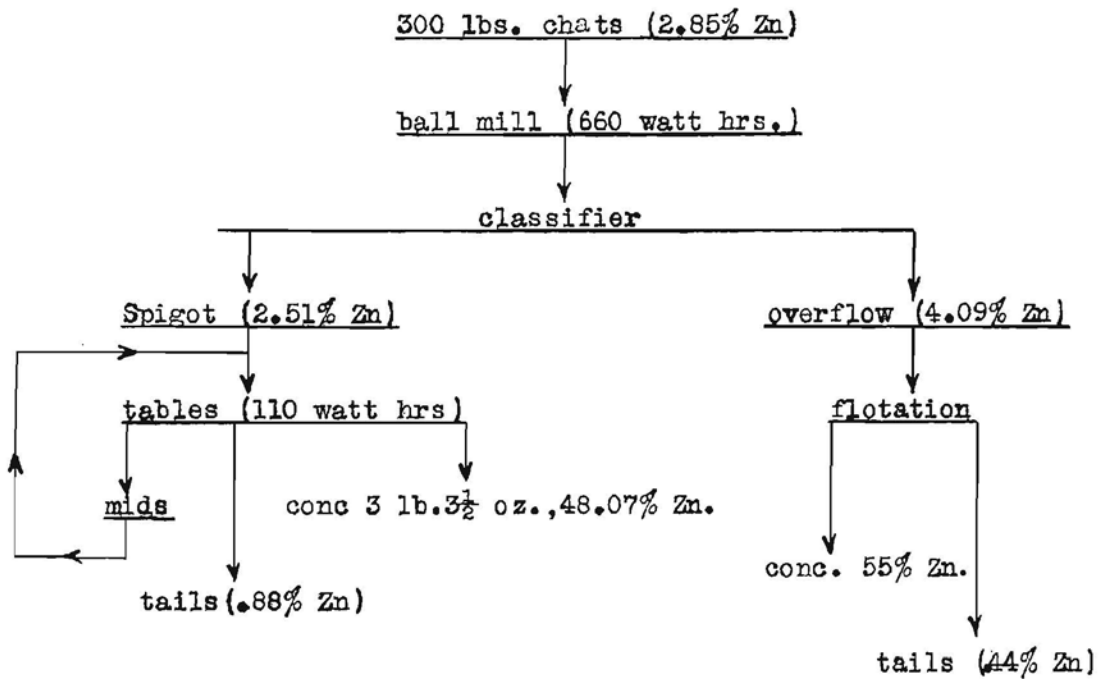 300 lbs. chats (2.85% Zn)
ball mill (660 watt hrs.)
classifier
Spigot (2.51% Zn)
overflow (4.09% Zn)
tables (110 watt hrs)
flotation
mids
conc 3 lb.3½ oz.,48.07% Zn.
conc. 55% Zn.
tails(.88% Zn)
tails (.44% Zn)